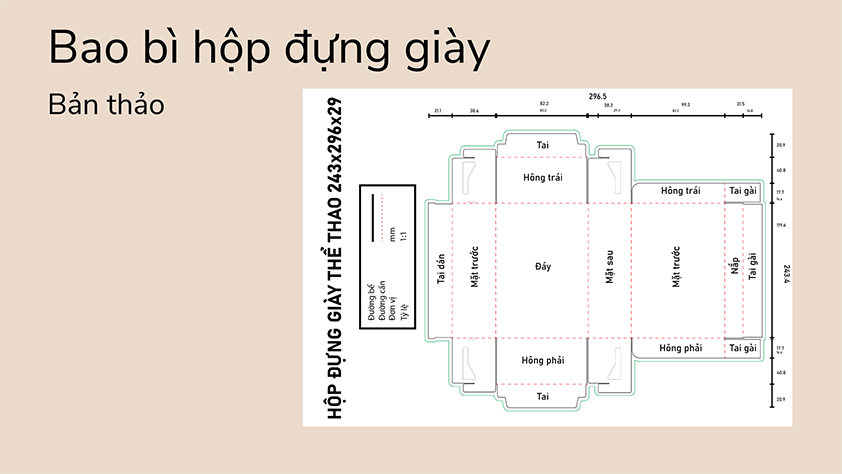 Bao bì hộp đựng giày
Bản thảo
HỘP ĐỰNG GIÀY THỂ THAO 243x296x29
Đường bế
Đường cấn
Đơn vị
mm
Tỷ lệ
1:1
296.5
21.1
38.6
82.2
38.2
99.3
31.5
Tai
Hông trái
Hông trái
Tai gài
Tai dán
Mặt trước
Đáy
Mặt sau
Mặt trước
Nắp
Tai gài
Hông phải
Hông phải
Tai gài
Tai
20.9
40.8
17.7
243.4
17.7
40.8
20.9